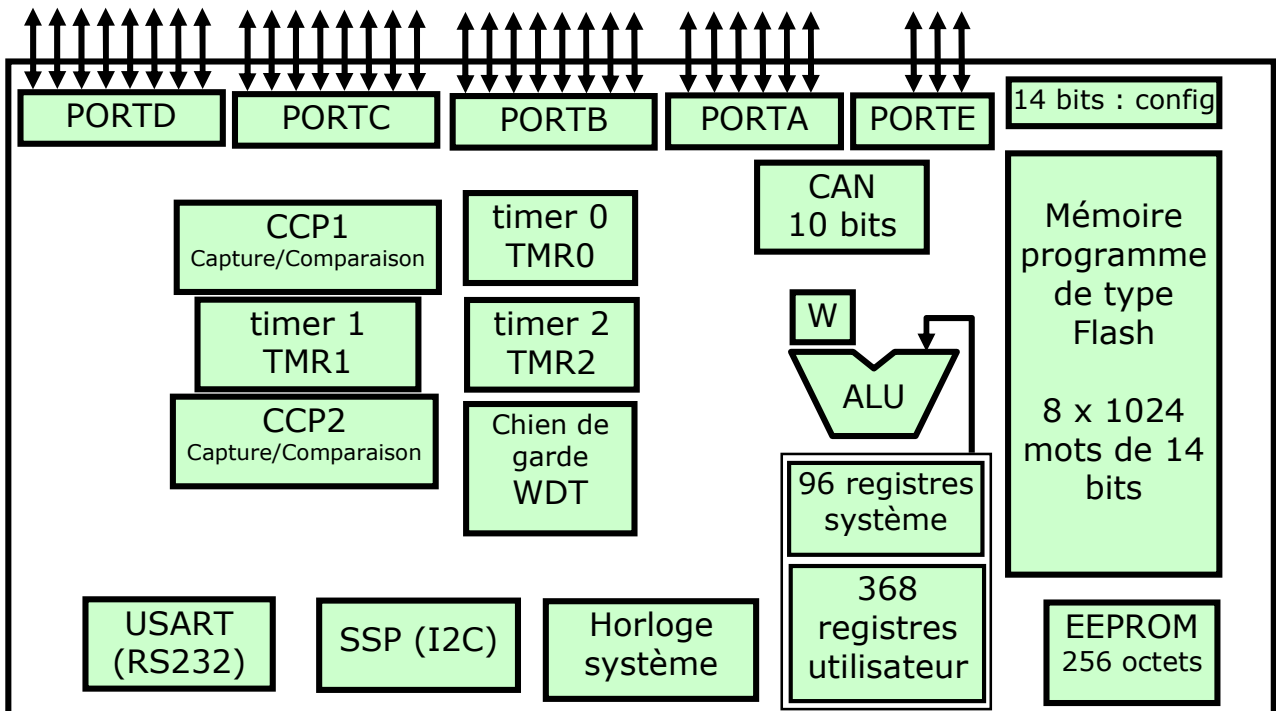 PORTD
PORTC
PORTB
PORTA
PORTE
14 bits : config
CAN
10 bits
Mémoire
programme
de type
Flash
8 x 1024
mots de 14
bits
CCP1
Capture/Comparaison
timer 0
TMR0
timer 1
TMR1
timer 2
TMR2
W
ALU
CCP2
Capture/Comparaison
Chien de
garde
WDT
96 registres
système
368
registres
utilisateur
USART
(RS232)
SSP (I2C)
Horloge
système
EEPROM
256 octets